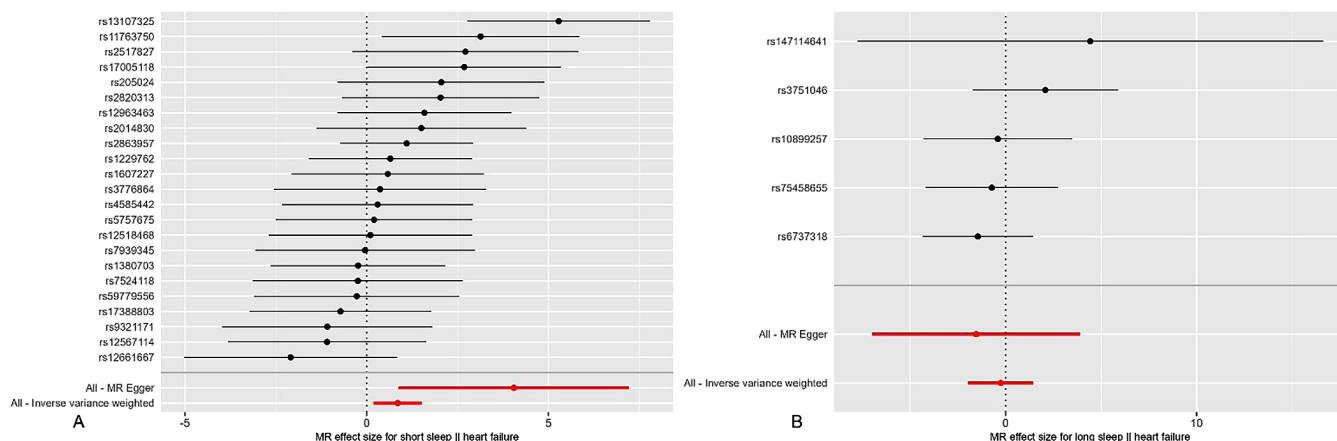 rs13107325
rs11763750
rs2517827
rs17005118
rs205024
rs2820313
rs12963463
rs2014830
rs2863957
rs1229762
rs1607227
rs3776864
rs4585442
rs5757675
rs12518468
rs7939345
rs1380703
rs7524118
rs59779556
rs17388803
rs9321171
rs12567114
rs12661667
All - MR Egger
All - Inverse variance weighted
-5 0 5
A
MR effect size for short sleep II heart failure
rs147114641
rs3751046
rs10899257
rs75458655
rs6737318
All - MR Egger
All - Inverse variance weighted
0 10
B
MR effect size for long sleep II heart failure